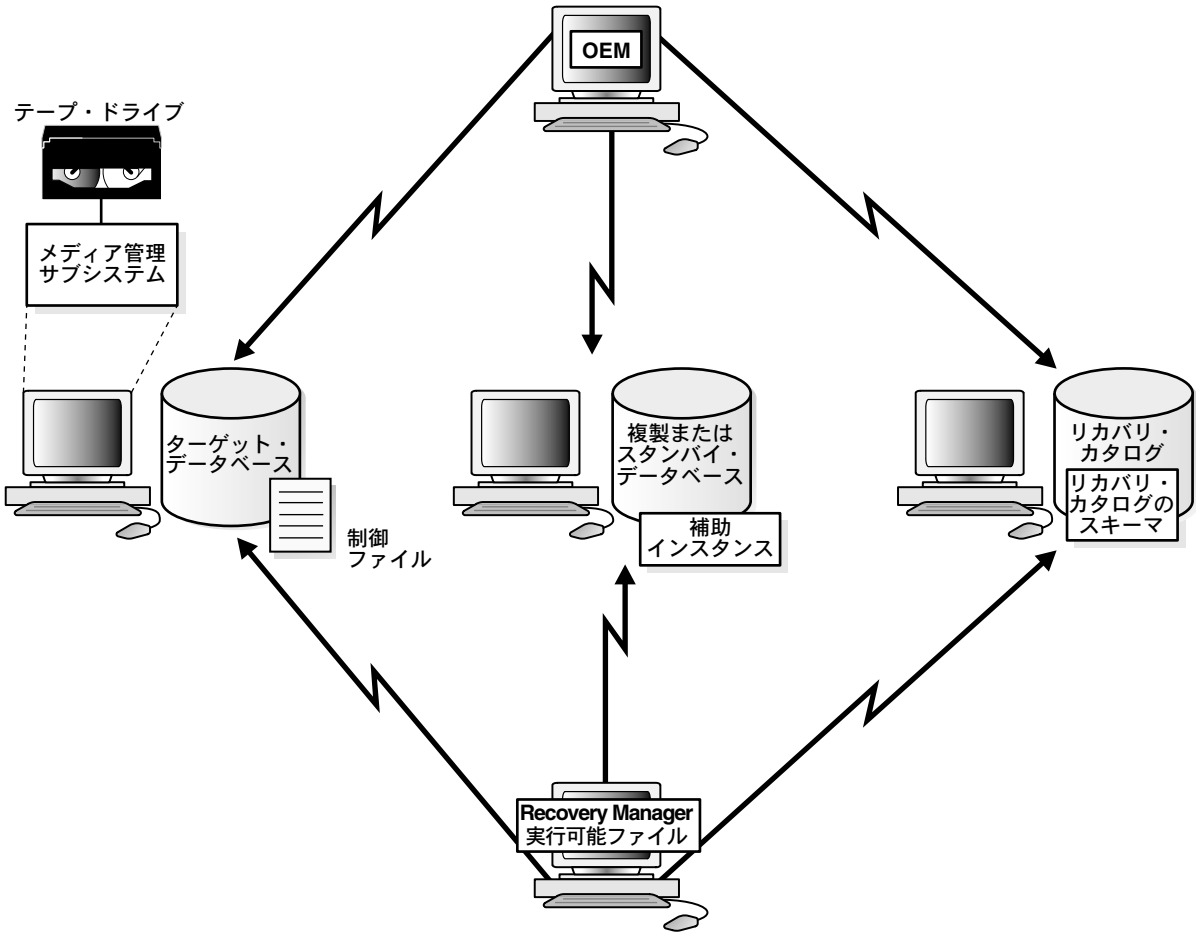 OEM
テープ・ドライブ
メディア管理
サブシステム
ターゲット・
データベース
制御
ファイル
複製または
スタンバイ・
データベース
補助
インスタンス
リカバリ・
カタログ
リカバリ・
カタログの
スキーマ
Recovery Manager
実行可能ファイル